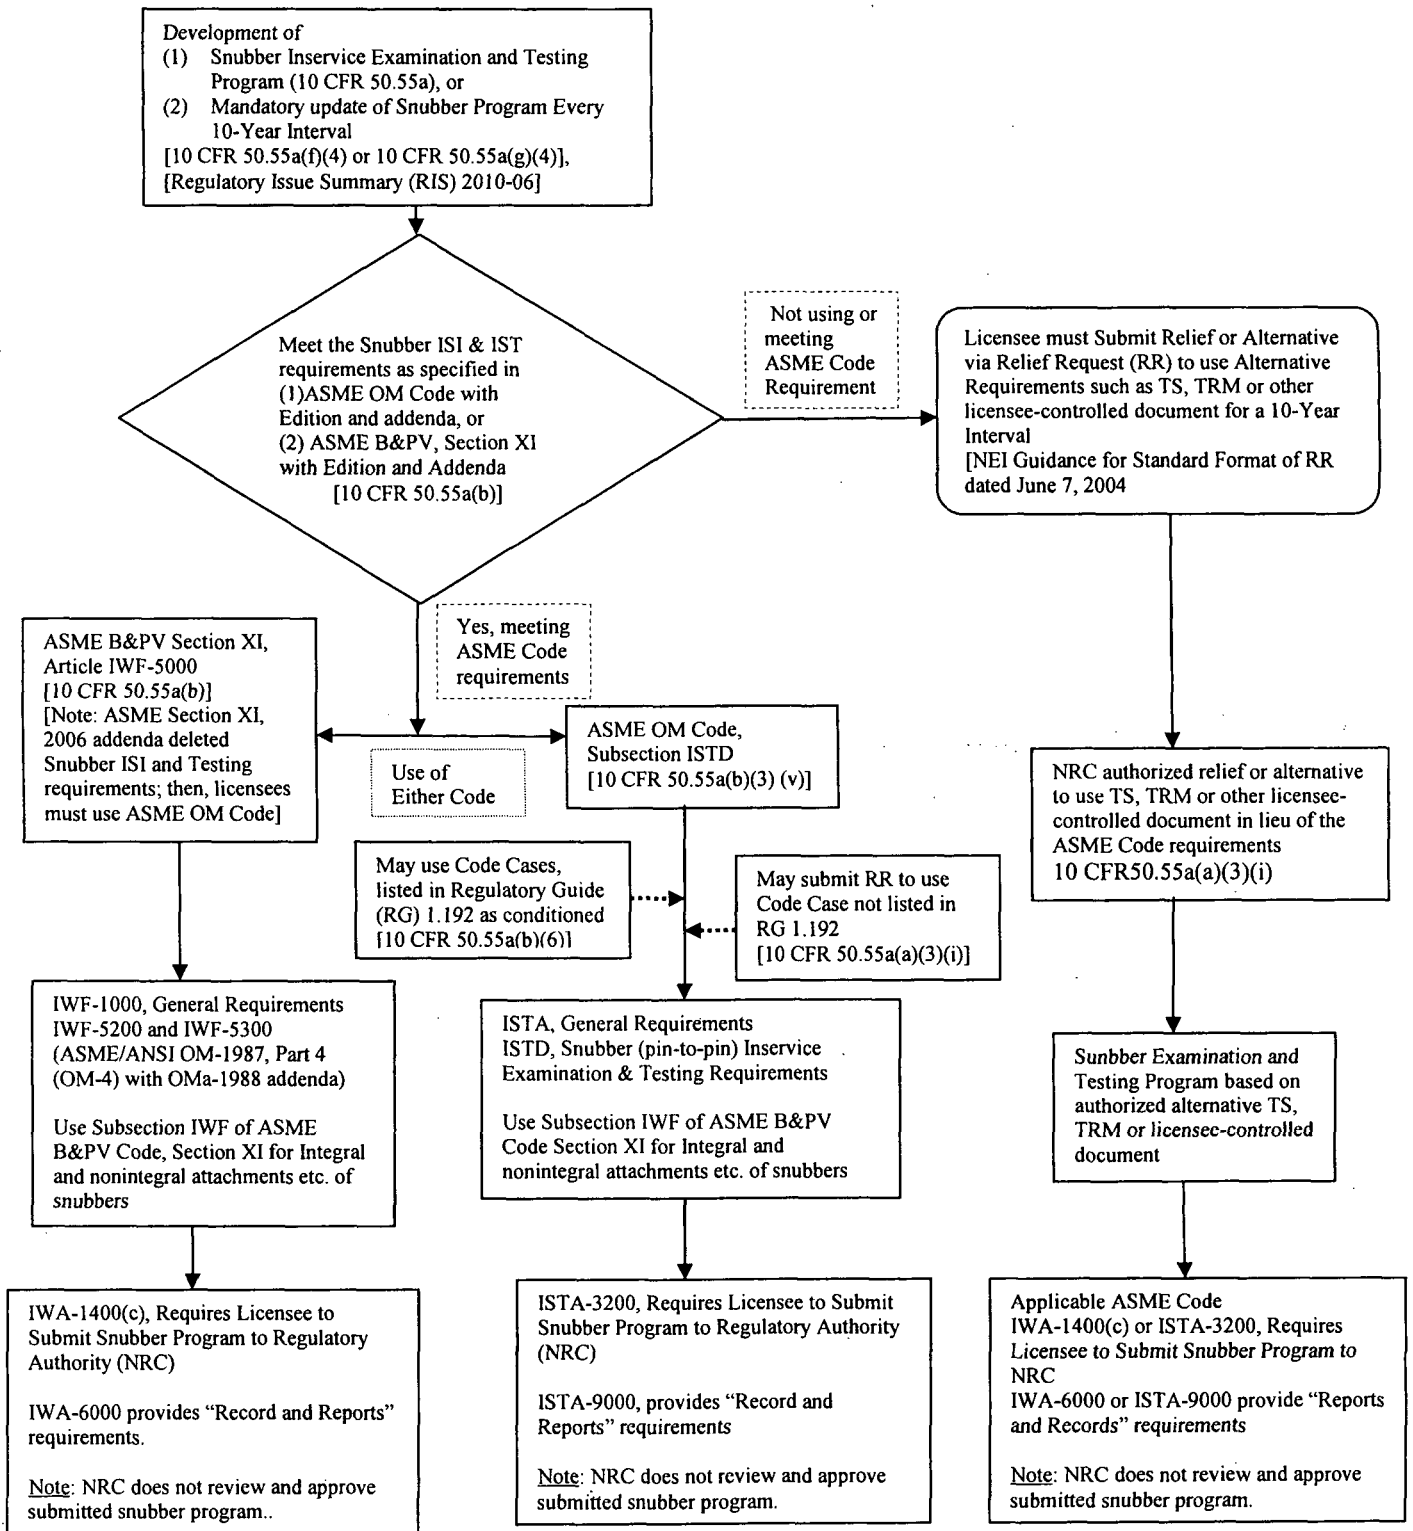 Development of
(1) Snubber Inservice Examination and Testing
Program (10 CFR 50.55a), or
(2) Mandatory update of Snubber Program Every
10-Year Interval
[10 CFR 50.55a(f)(4) or 10 CFR 50.55a(g)(4)],
[Regulatory Issue Summary (RIS) 2010-06]
Meet the Snubber ISI & IST
requirements as specified in
(1)ASME OM Code with
Edition and addenda, or
(2) ASME B&PV, Section XI
with Edition and Addenda
[10 CFR 50.55a(b)]
Not using or
meeting
ASME Code
Requirement
Licensee must Submit Relief or Alternative
via Relief Request (RR) to use Alternative
Requirements such as TS, TRM or other
licensee-controlled document for a 10-Year
Interval
[NEI Guidance for Standard Format of RR
dated June 7, 2004
Yes, meeting
ASME Code
requirements
ASME B&PV Section XI,
Article IWF-5000
[10 CFR 50.55a(b)]
[Note: ASME Section XI,
2006 addenda deleted
Snubber ISI and Testing
requirements; then, licensees
must use ASME OM Code]
Use of
Either Code
ASME OM Code,
Subsection ISTD
[10 CFR 50.55a(b)(3) (v)]
NRC authorized relief or alternative
to use TS, TRM or other licensee-
controlled document in lieu of the
ASME Code requirements
10 CFR50.55a(a)(3)(i)
May use Code Cases,
listed in Regulatory Guide
(RG) 1.192 as conditioned
[10 CFR 50.55a(b)(6)]
May submit RR to use
Code Case not listed in
RG 1.192
[10 CFR 50.55a(a)(3)(i)]
IWF-1000, General Requirements
IWF-5200 and IWF-5300
(ASME/ANSI OM-1987, Part 4
(OM-4) with OMa-1988 addenda)
Use Subsection IWF of ASME
B&PV Code, Section XI for Integral
and nonintegral attachments etc. of
snubbers
ISTA, General Requirements
ISTD, Snubber (pin-to-pin) Inservice
Examination & Testing Requirements
Use Subsection IWF of ASME B&PV
Code Section XI for Integral and
nonintegral attachments etc. of snubbers
Sunbber Examination and
Testing Program based on
authorized alternative TS,
TRM or licensee-controlled
document
IWA-1400(c), Requires Licensee to
Submit Snubber Program to Regulatory
Authority (NRC)
IWA-6000 provides “Record and Reports”
requirements.
Note: NRC does not review and approve
submitted snubber program..
ISTA-3200, Requires Licensee to Submit
Snubber Program to Regulatory Authority
(NRC)
ISTA-9000, provides “Record and
Reports” requirements
Note: NRC does not review and approve
submitted snubber program.
Applicable ASME Code
IWA-1400(c) or ISTA-3200, Requires
Licensee to Submit Snubber Program to
NRC
IWA-6000 or ISTA-9000 provide “Reports
and Records” requirements
Note: NRC does not review and approve
submitted snubber program.